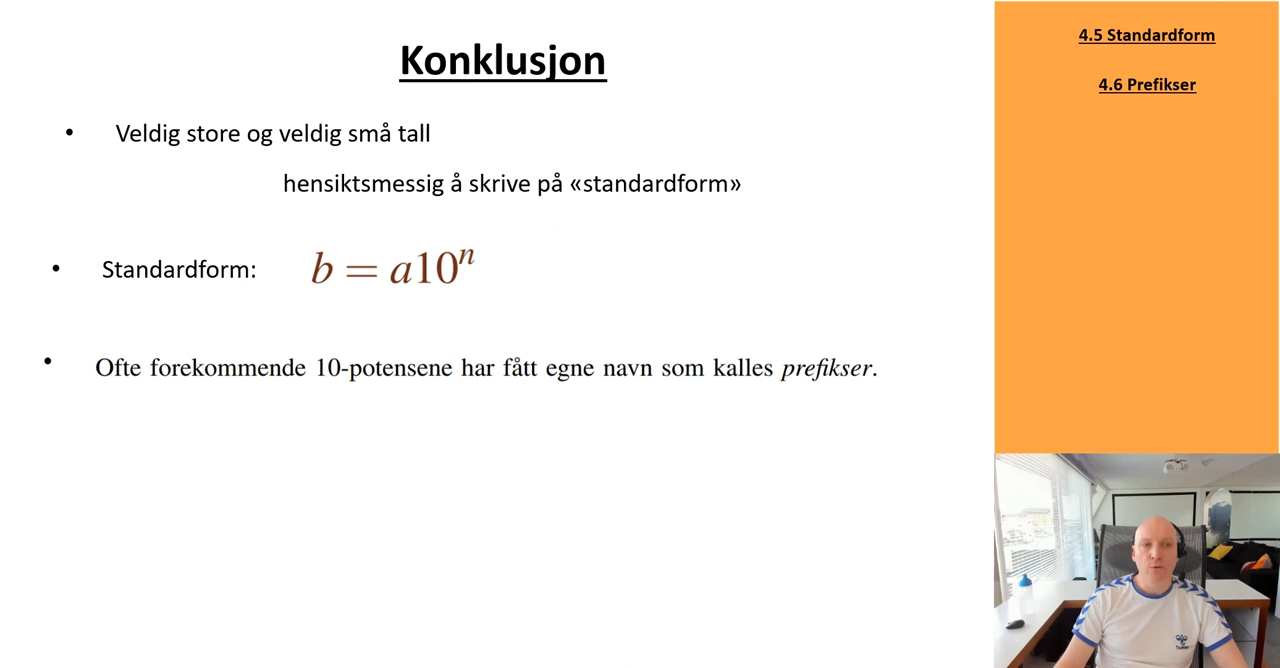 Konklusjon
• Veldig store og veldig små tall
hensiktsmessig å skrive på «standardform»
• Standardform: b = a10ⁿ
• Ofte forekommende 10-potensene har fått egne navn som kalles prefikser.
4.5 Standardform
4.6 Prefikser
hummel